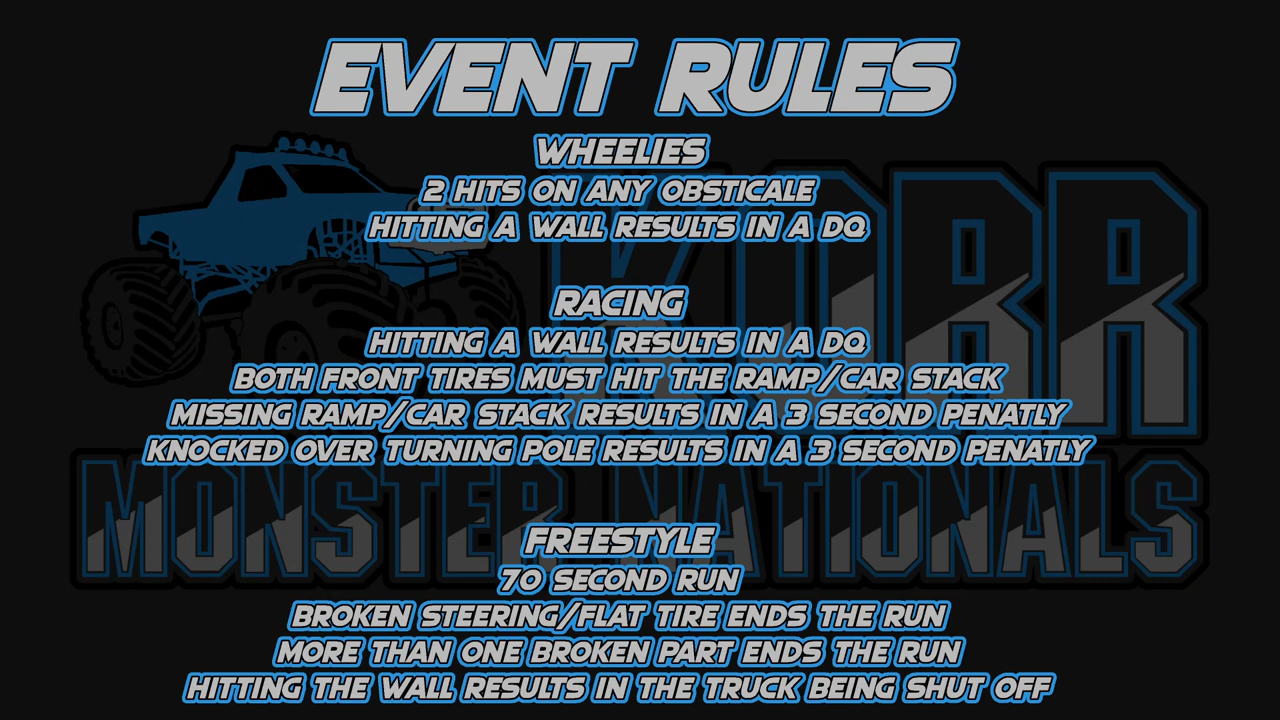 EVENT RULES
WHEELIES
2 HITS ON ANY OBSTICALE
HITTING A WALL RESULTS IN A DQ
RACING
HITTING A WALL RESULTS IN A DQ
BOTH FRONT TIRES MUST HIT THE RAMP/CAR STACK
MISSING RAMP/CAR STACK RESULTS IN A 3 SECOND PENATLY
KNOCKED OVER TURNING POLE RESULTS IN A 3 SECOND PENATLY
MONSTER NATIONALS
FREESTYLE
70 SECOND RUN
BROKEN STEERING/FLAT TIRE ENDS THE RUN
MORE THAN ONE BROKEN PART ENDS THE RUN
HITTING THE WALL RESULTS IN THE TRUCK BEING SHUT OFF